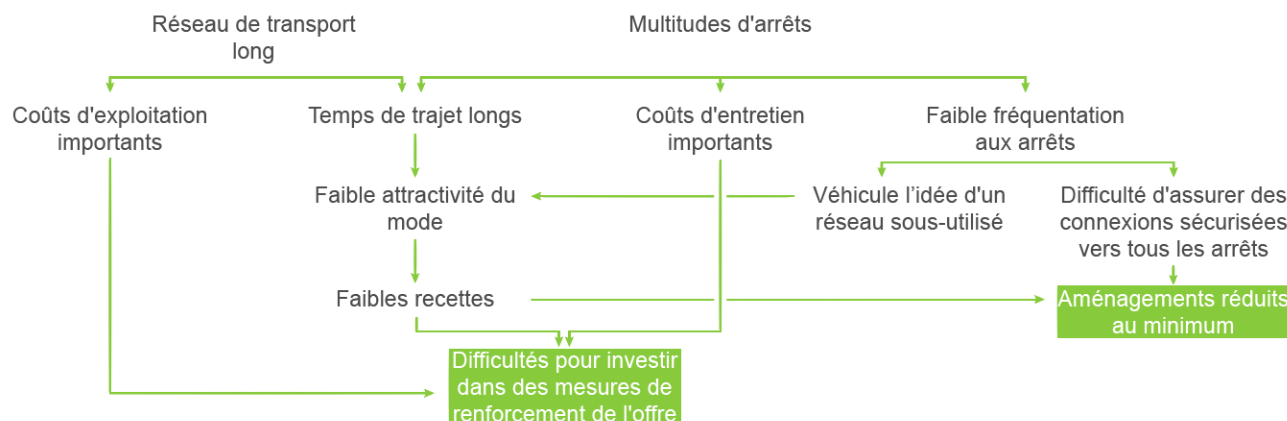 Réseau de transport
long
Multitudes d'arrêts
Coûts d'exploitation
importants
Temps de trajet longs
Coûts d'entretien
importants
Faible fréquentation
aux arrêts
Faible attractivité du
mode
Véhicule l’idée d'un
réseau sous-utilisé
Difficulté d'assurer des
connexions sécurisées
vers tous les arrêts
Faibles recettes
Aménagements réduits
au minimum
Difficultés pour investir
dans des mesures de
renforcement de l'offre